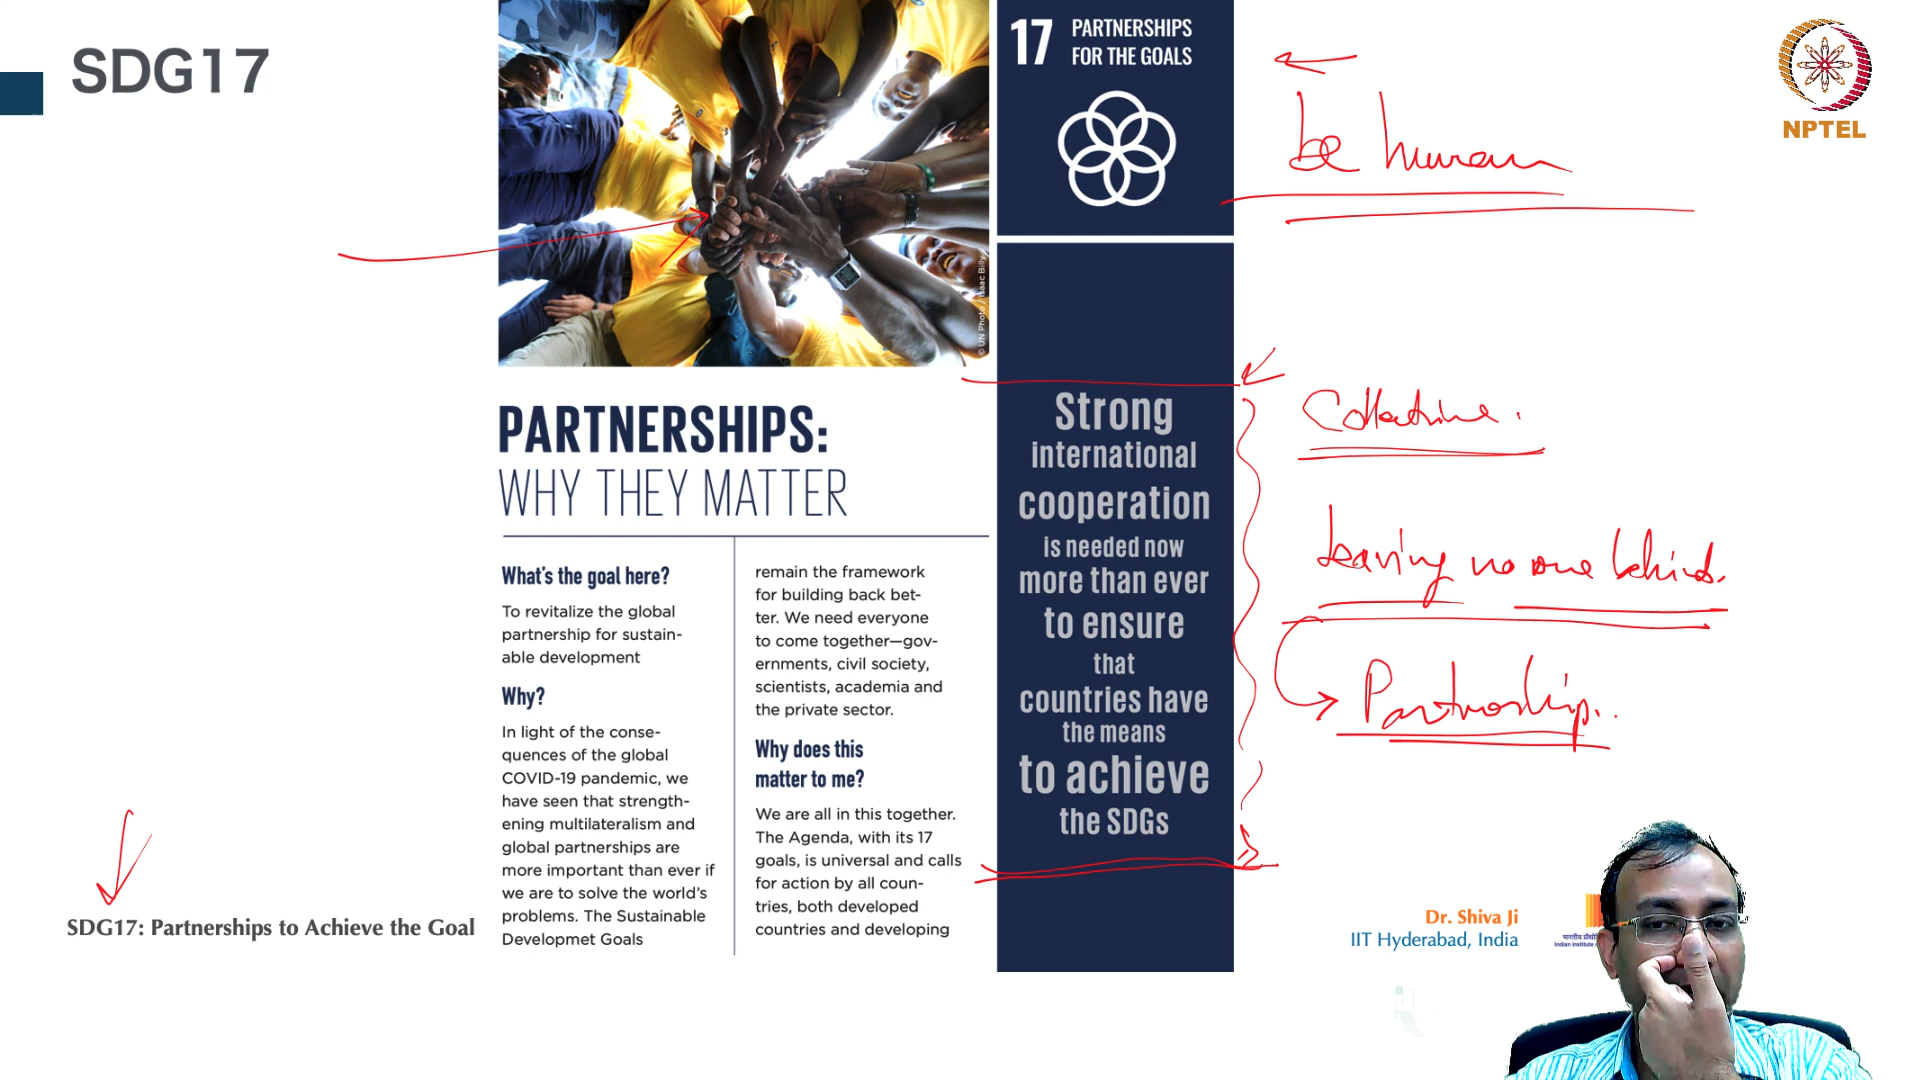 SDG17
17 PARTNERSHIPS
FOR THE GOALS
NPTEL
be human
© UN Photo / Isaac Billy
PARTNERSHIPS:
WHY THEY MATTER
What's the goal here?
To revitalize the global
partnership for sustain-
able development
Why?
In light of the conse-
quences of the global
COVID-19 pandemic, we
have seen that strength-
ening multilateralism and
global partnerships are
more important than ever if
we are to solve the world's
problems. The Sustainable
Developmet Goals
remain the framework
for building back bet-
ter. We need everyone
to come together—gov-
ernments, civil society,
scientists, academia and
the private sector.
Why does this
matter to me?
We are all in this together.
The Agenda, with its 17
goals, is universal and calls
for action by all coun-
tries, both developed
countries and developing
Strong
international
cooperation
is needed now
more than ever
to ensure
that
countries have
the means
to achieve
the SDGs
Collective.
Leaving no one behind.
Partnership..
SDG17: Partnerships to Achieve the Goal
Dr. Shiva Ji
IIT Hyderabad, India
Indian Institute